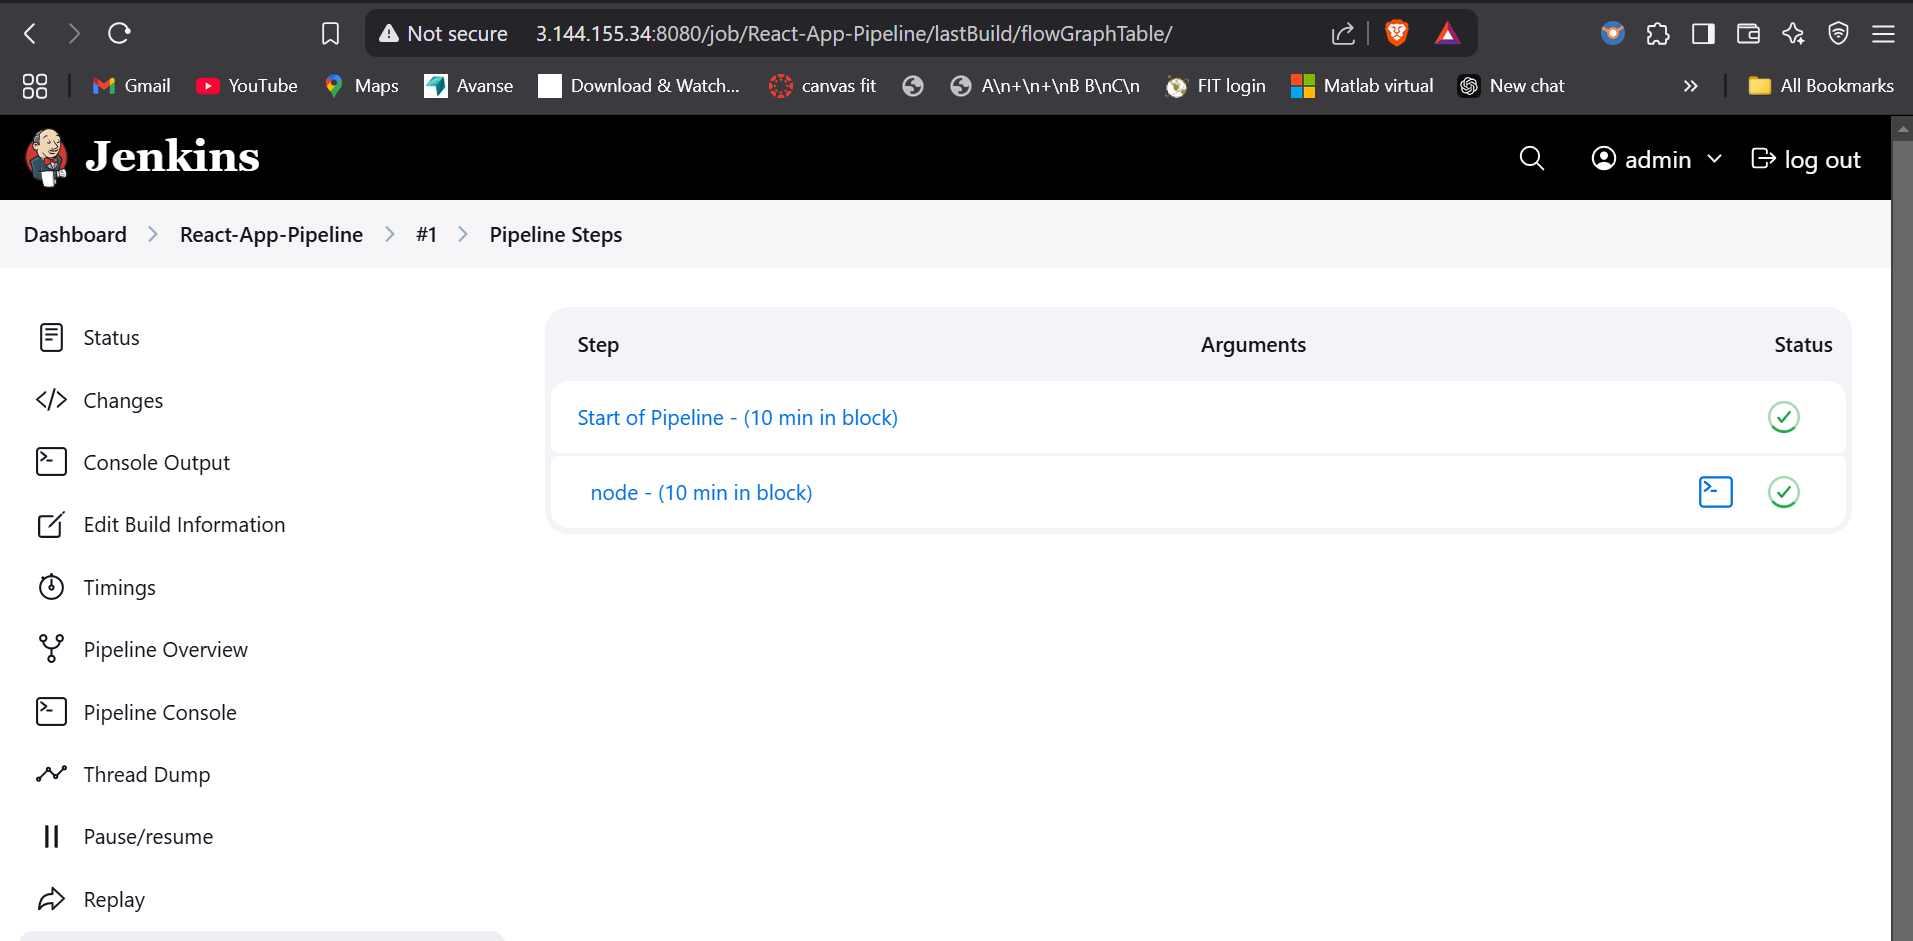 Not secure 3.144.155.34:8080/job/React-App-Pipeline/lastBuild/flowGraphTable/
Gmail YouTube Maps Avanse Download & Watch... canvas fit A\n+\n+\nB B\nC\n FIT login Matlab virtual New chat » All Bookmarks
Jenkins admin log out
Dashboard React-App-Pipeline #1 Pipeline Steps
Status
Changes
Console Output
Edit Build Information
Timings
Pipeline Overview
Pipeline Console
Thread Dump
Pause/resume
Replay
Step Arguments Status
Start of Pipeline - (10 min in block)
node - (10 min in block)